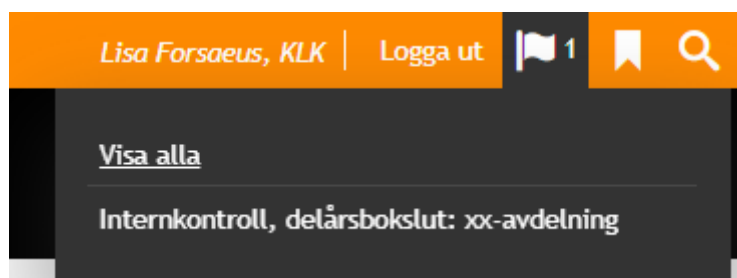 Lisa Forsaeus, KLK Logga ut 1
Visa alla
Internkontroll, delårsbokslut: xx-avdelning